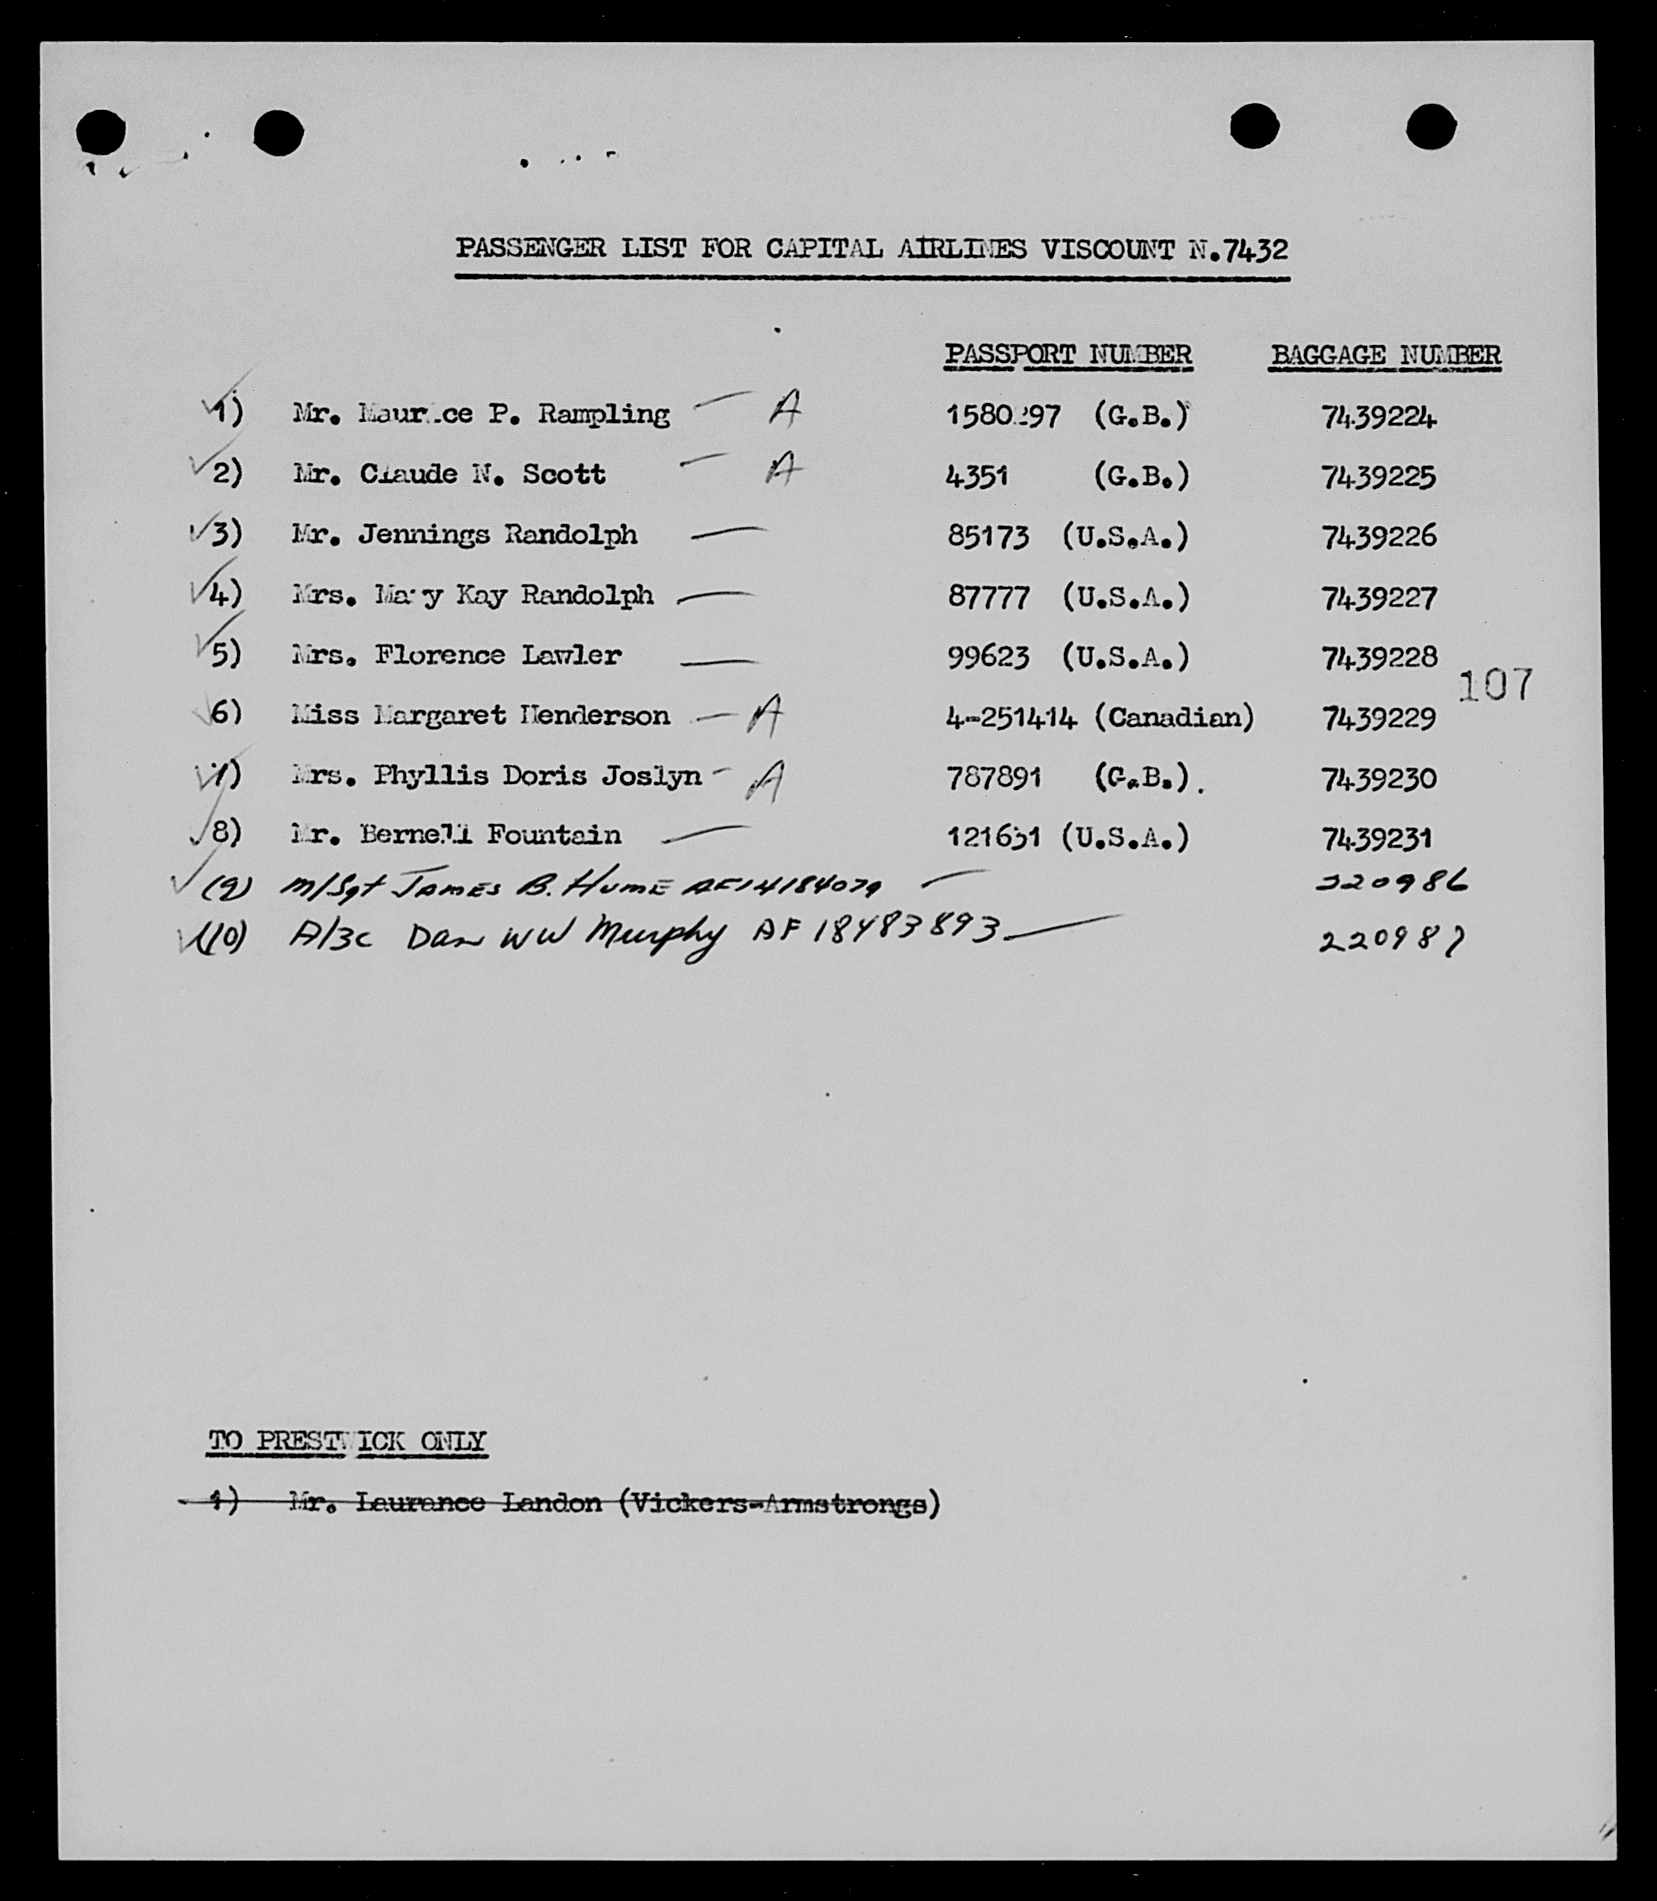 PASSENGER LIST FOR CAPITAL AIRLINES VISCOUNT N.7432
PASSPORT NUMBER BAGGAGE NUMBER
1) Mr. Maurice P. Rampling — A (G.B.) 7439224
2) Mr. Claude N. Scott — A 4351 (G.B.) 7439225
3) Mr. Jennings Randolph — 85173 (U.S.A.) 7439226
4) Mrs. Mary Kay Randolph — 87777 (U.S.A.) 7439227
5) Mrs. Florence Lawler — 99623 (U.S.A.) 7439228
107
6) Miss Margaret Henderson — A 4-251414 (Canadian) 7439229
7) Mrs. Phyllis Doris Joslyn - A 787891 (G.B.). 7439230
8) Mr. Bernell Fountain — (U.S.A.) 7439231
(9) M/Sgt JAMES B. HUME AF14184079 —
(10) A/3c Dan WW Murphy AF 18483893 — 220987
TO PRESTWICK ONLY
1) Mr. Laurance Landon (Vickers-Armstrongs)